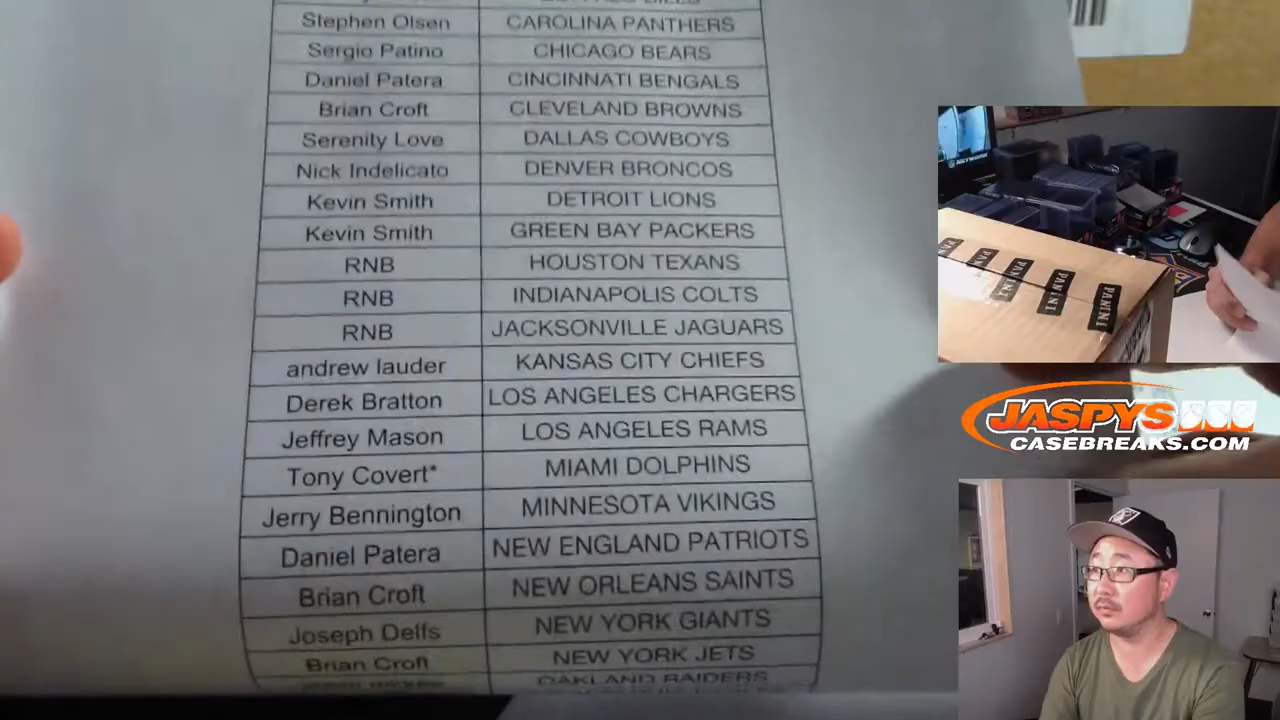 Stephen Olsen CAROLINA PANTHERS
Sergio Patino CHICAGO BEARS
Daniel Patera CINCINNATI BENGALS
Brian Croft CLEVELAND BROWNS
Serenity Love DALLAS COWBOYS
Nick Indelicato DENVER BRONCOS
Kevin Smith DETROIT LIONS
Kevin Smith GREEN BAY PACKERS
RNB HOUSTON TEXANS
RNB INDIANAPOLIS COLTS
RNB JACKSONVILLE JAGUARS
andrew lauder KANSAS CITY CHIEFS
Derek Bratton LOS ANGELES CHARGERS
Jeffrey Mason LOS ANGELES RAMS
Tony Covert* MIAMI DOLPHINS
Jerry Bennington MINNESOTA VIKINGS
Daniel Patera NEW ENGLAND PATRIOTS
Brian Croft NEW ORLEANS SAINTS
Joseph Delfs NEW YORK GIANTS
Brian Croft NEW YORK JETS
OAKLAND RAIDERS
NETWORK
PANINI PANINI PANINI PANINI
JASPYS
CASEBREAKS.COM